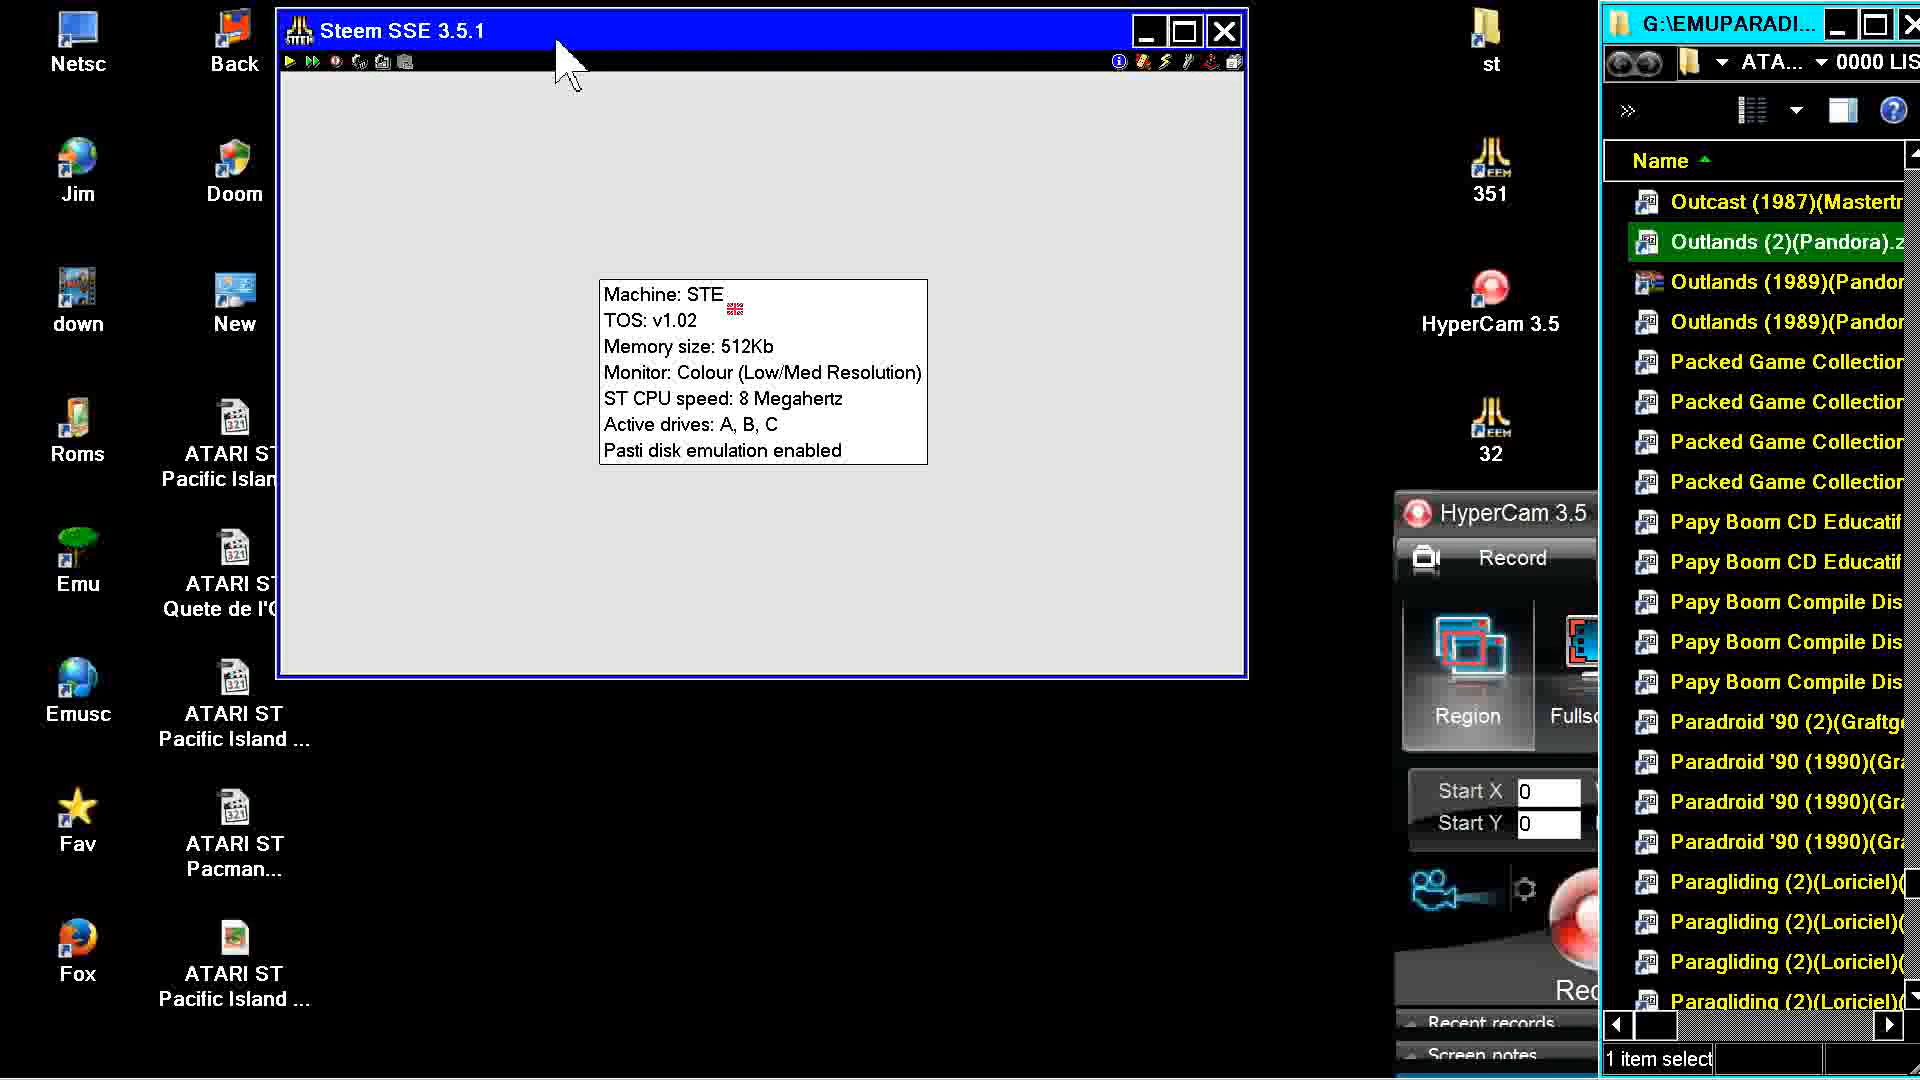 Netsc
Back
Jim
Doom
down
New
Roms
ATARI ST
Pacific Islan
Emu
ATARI ST
Quete de l'O
Emusc
ATARI ST
Pacific Island ...
Fav
ATARI ST
Pacman...
Fox
ATARI ST
Pacific Island ...
Steem SSE 3.5.1
Machine: STE
TOS: v1.02
Memory size: 512Kb
Monitor: Colour (Low/Med Resolution)
ST CPU speed: 8 Megahertz
Active drives: A, B, C
Pasti disk emulation enabled
st
351
HyperCam 3.5
32
HyperCam 3.5
Record
Region
Fullsc
Start X 0
Start Y 0
Rec
Recent records
Screen notes
G:\EMUPARADI...
ATA... 0000 LIS
Name
Outcast (1987)(Mastertr
Outlands (2)(Pandora).z
Outlands (1989)(Pandor
Outlands (1989)(Pandor
Packed Game Collection
Packed Game Collection
Packed Game Collection
Packed Game Collection
Papy Boom CD Educatif
Papy Boom CD Educatif
Papy Boom Compile Dis
Papy Boom Compile Dis
Papy Boom Compile Dis
Paradroid '90 (2)(Graftgo
Paradroid '90 (1990)(Gra
Paradroid '90 (1990)(Gra
Paradroid '90 (1990)(Gra
Paragliding (2)(Loriciel)(
Paragliding (2)(Loriciel)(
Paragliding (2)(Loriciel)(
Paragliding (2)(Loriciel)(
1 item select